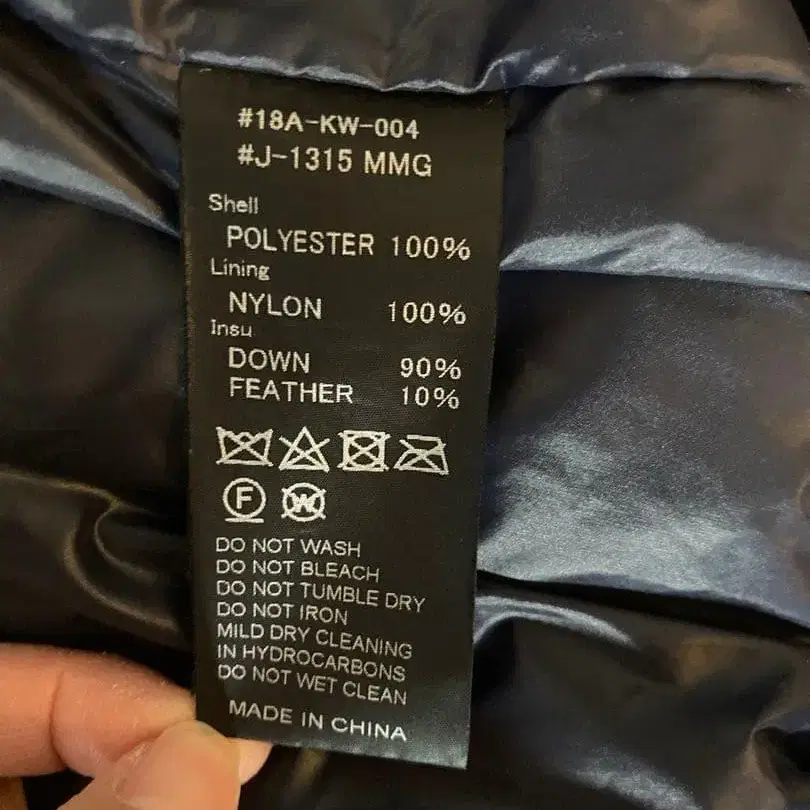 #18A-KW-004
#J-1315 MMG
Shell
POLYESTER 100%
Lining
NYLON 100%
Insu
DOWN 90%
FEATHER 10%
F W
DO NOT WASH
DO NOT BLEACH
DO NOT TUMBLE DRY
DO NOT IRON
MILD DRY CLEANING
IN HYDROCARBONS
DO NOT WET CLEAN
MADE IN CHINA